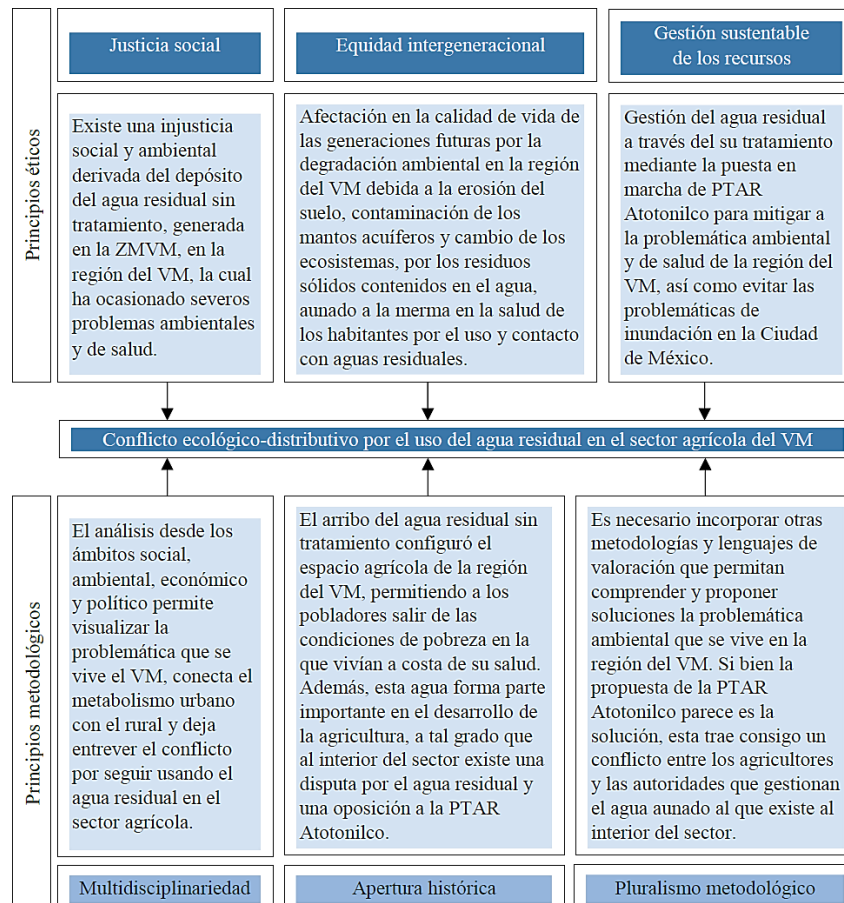 Justicia social
Equidad intergeneracional
Gestión sustentable
de los recursos
Principios éticos
Existe una injusticia
social y ambiental
derivada del depósito
del agua residual sin
tratamiento, generada
en la ZMVM, en la
región del VM, la cual
ha ocasionado severos
problemas ambientales
y de salud.
Afectación en la calidad de vida de
las generaciones futuras por la
degradación ambiental en la región
del VM debida a la erosión del
suelo, contaminación de los
mantos acuíferos y cambio de los
ecosistemas, por los residuos
sólidos contenidos en el agua,
aunado a la merma en la salud de
los habitantes por el uso y contacto
con aguas residuales.
Gestión del agua residual
a través del su tratamiento
mediante la puesta en
marcha de PTAR
Atotonilco para mitigar a
la problemática ambiental
y de salud de la región del
VM, así como evitar las
problemáticas de
inundación en la Ciudad
de México.
Conflicto ecológico-distributivo por el uso del agua residual en el sector agrícola del VM
Principios metodológicos
El análisis desde los
ámbitos social,
ambiental, económico
y político permite
visualizar la
problemática que se
vive el VM, conecta el
metabolismo urbano
con el rural y deja
entrever el conflicto
por seguir usando el
agua residual en el
sector agrícola.
El arribo del agua residual sin
tratamiento configuró el
espacio agrícola de la región
del VM, permitiendo a los
pobladores salir de las
condiciones de pobreza en la
que vivían a costa de su salud.
Además, esta agua forma parte
importante en el desarrollo de
la agricultura, a tal grado que
al interior del sector existe una
disputa por el agua residual y
una oposición a la PTAR
Atotonilco.
Es necesario incorporar otras
metodologías y lenguajes de
valoración que permitan
comprender y proponer
soluciones la problemática
ambiental que se vive en la
región del VM. Si bien la
propuesta de la PTAR
Atotonilco parece es la
solución, esta trae consigo un
conflicto entre los agricultores
y las autoridades que gestionan
el agua aunado al que existe al
interior del sector.
Multidisciplinariedad
Apertura histórica
Pluralismo metodológico